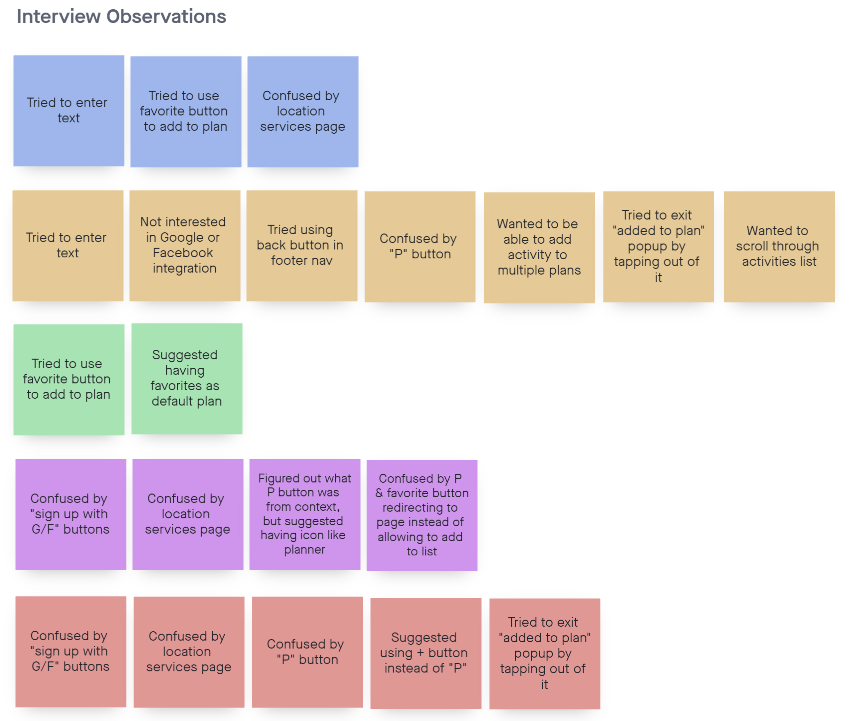 Interview Observations
Tried to enter
text
Tried to use
favorite button
to add to plan
Confused by
location
services page
Tried to enter
text
Not interested
in Google or
Facebook
integration
Tried using
back button in
footer nav
Confused by
"P" button
Wanted to be
able to add
activity to
multiple plans
Tried to exit
"added to plan"
popup by
tapping out of
it
Wanted to
scroll through
activities list
Tried to use
favorite button
to add to plan
Suggested
having
favorites as
default plan
Confused by
"sign up with
G/F" buttons
Confused by
location
services page
Figured out what
P button was
from context,
but suggested
having icon like
planner
Confused by P
& favorite button
redirecting to
page instead of
allowing to add
to list
Confused by
"sign up with
G/F" buttons
Confused by
location
services page
Confused by
"P" button
Suggested
using + button
instead of "P"
Tried to exit
"added to plan"
popup by
tapping out of
it